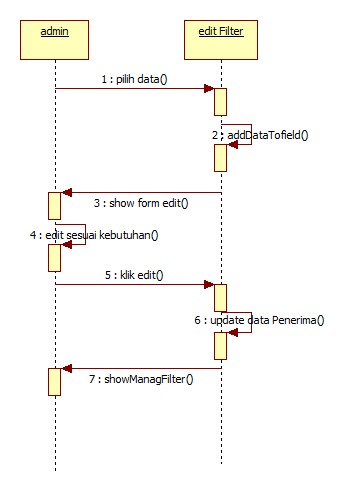 admin
edit Filter
1 : pilih data()
2 : addDataTofield()
3 : show form edit()
4 : edit sesuai kebutuhan()
5 : klik edit()
6 : update data Penerima()
7 : showManagFilter()